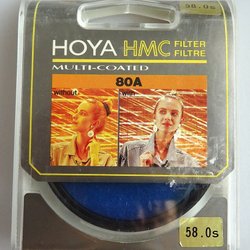 58.0s
HOYA HMC FILTER
FILTRE
MULTI-COATED
80A
without
with
58.0s